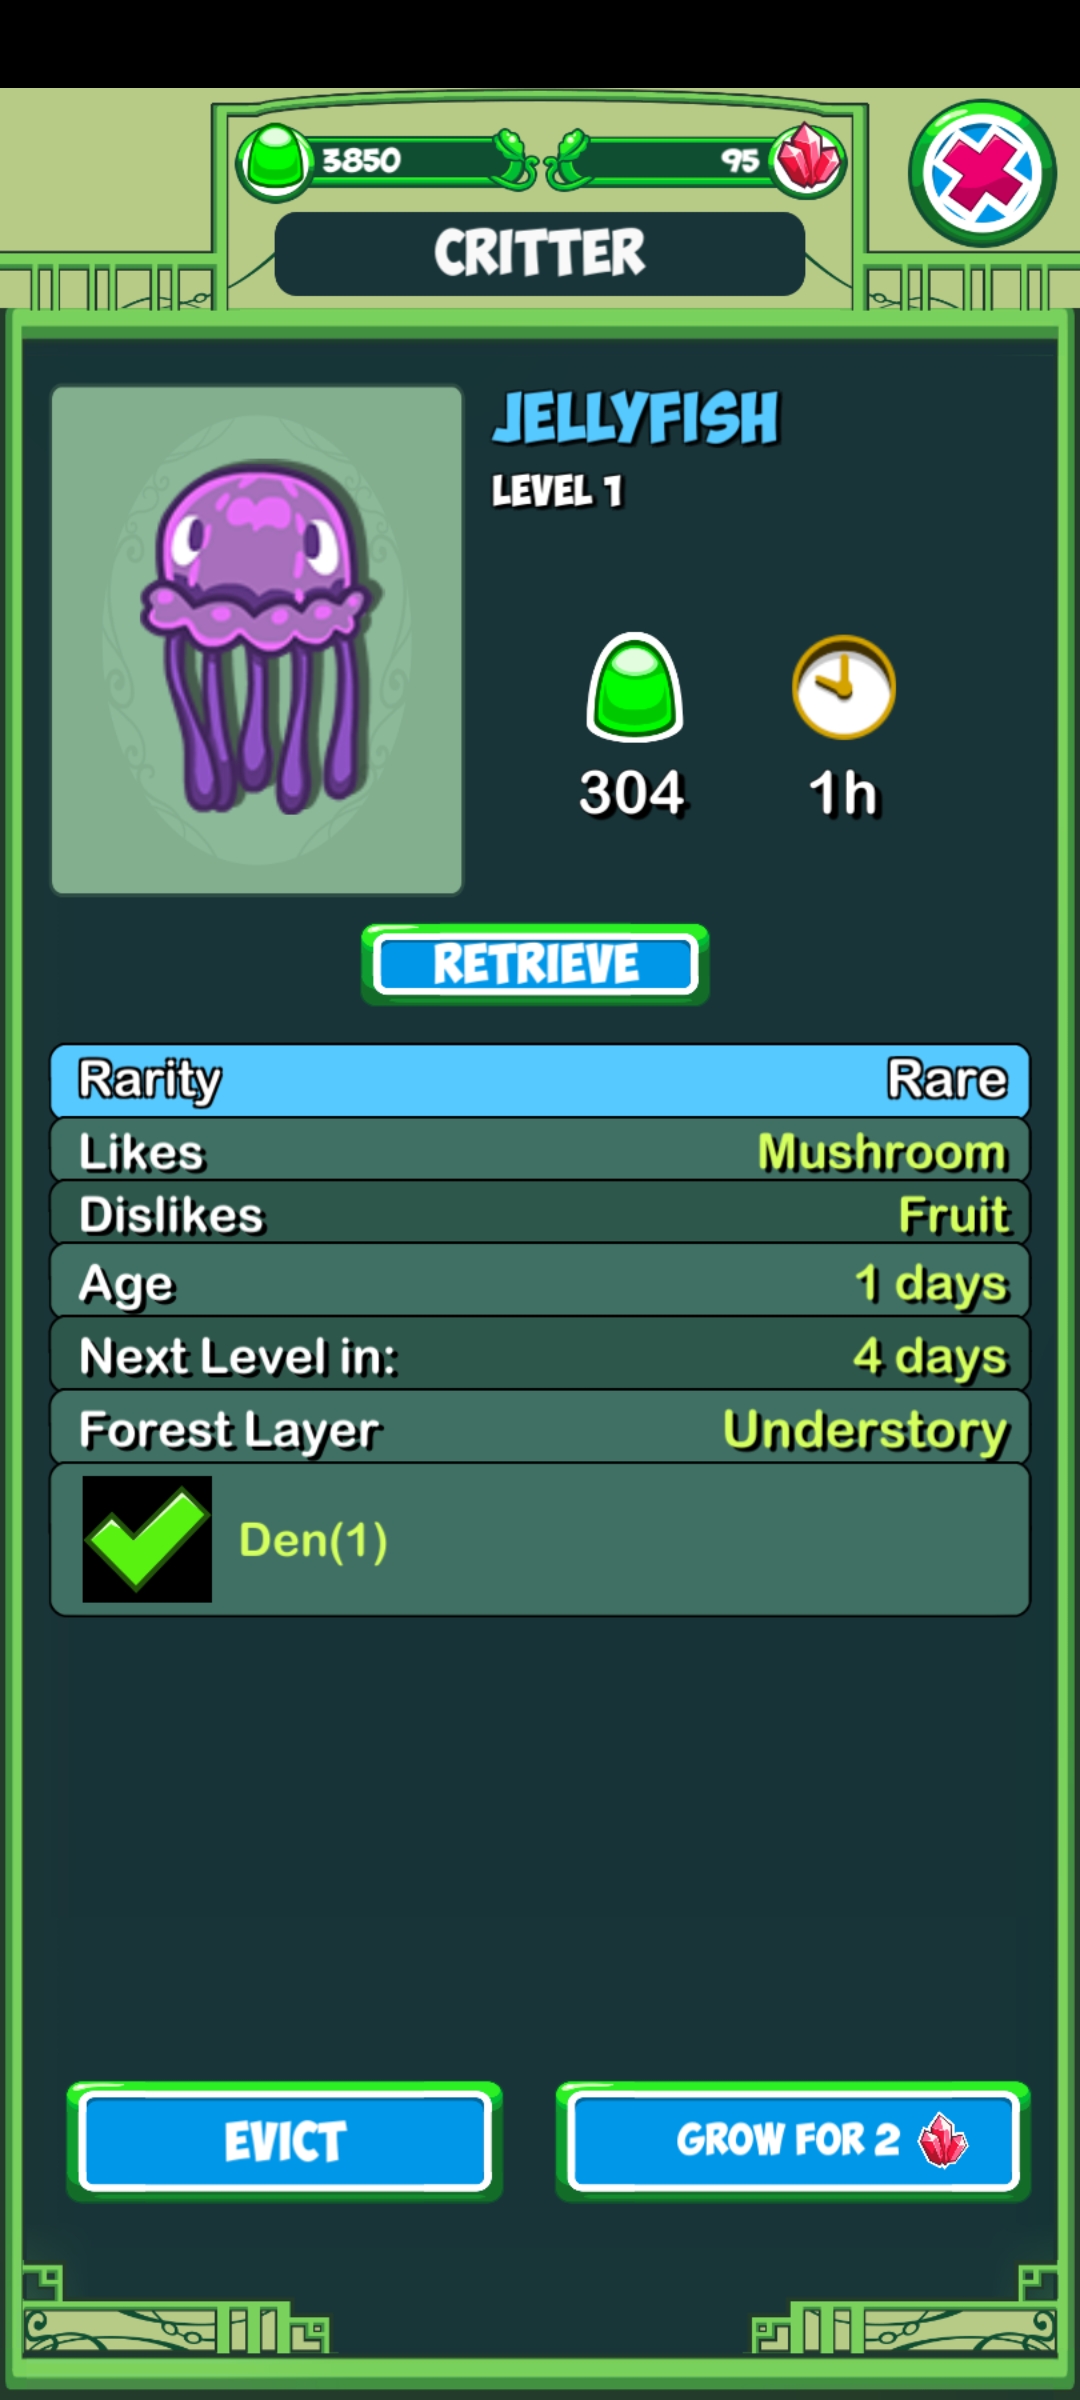 3850 95
CRITTER
JELLYFISH
LEVEL 1
304 1h
RETRIEVE
Rarity Rare
Likes Mushroom
Dislikes Fruit
Age 1 days
Next Level in: 4 days
Forest Layer Understory
Den(1)
EVICT GROW FOR 2